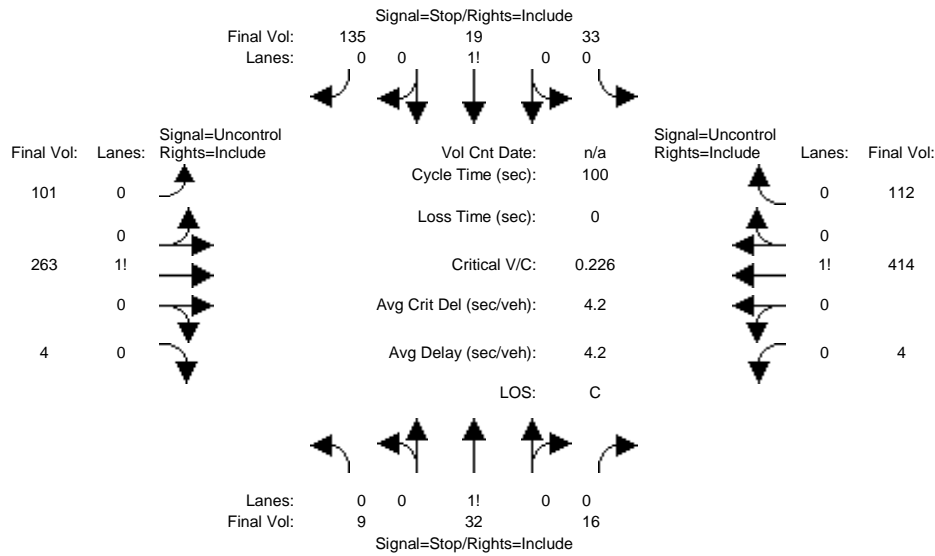 Signal=Stop/Rights=Include
Final Vol: 135 19 33
Lanes: 0 0 1! 0 0
Signal=Uncontrol Signal=Uncontrol
Final Vol: Lanes: Rights=Include Vol Cnt Date: n/a Rights=Include Lanes: Final Vol:
Cycle Time (sec): 100
101 0 0 112
Loss Time (sec): 0
0 0
263 1! Critical V/C: 0.226 1! 414
0 Avg Crit Del (sec/veh): 4.2 0
4 0 Avg Delay (sec/veh): 4.2 0 4
LOS: C
Lanes: 0 0 1! 0 0
Final Vol: 9 32 16
Signal=Stop/Rights=Include